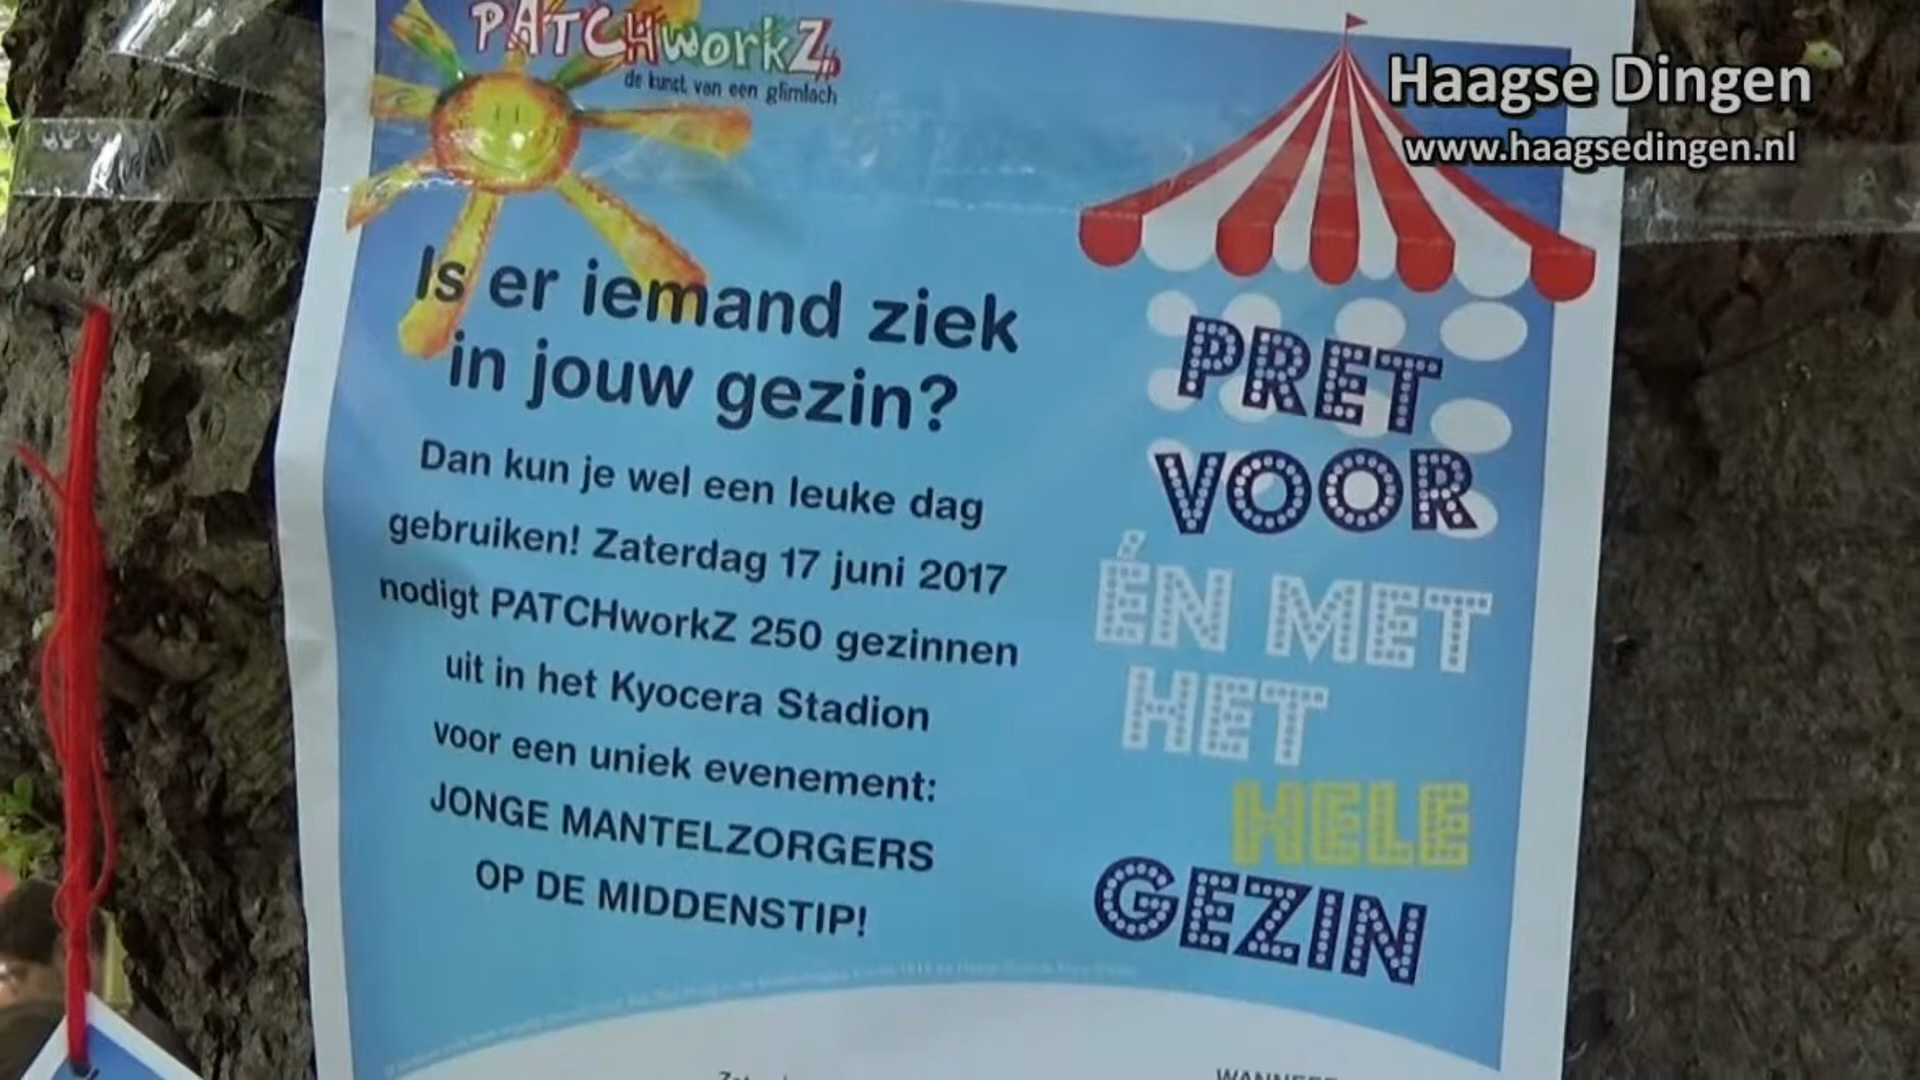 PATCHworkZ
de kunst van een glimlach
Haagse Dingen
www.haagsedingen.nl
Is er iemand ziek
in jouw gezin?
Dan kun je wel een leuke dag
gebruiken! Zaterdag 17 juni 2017
nodigt PATCHworkZ 250 gezinnen
uit in het Kyocera Stadion
voor een uniek evenement:
JONGE MANTELZORGERS
OP DE MIDDENSTIP!
PRET
VOOR
ÉN MET
HET
HELE
GEZIN